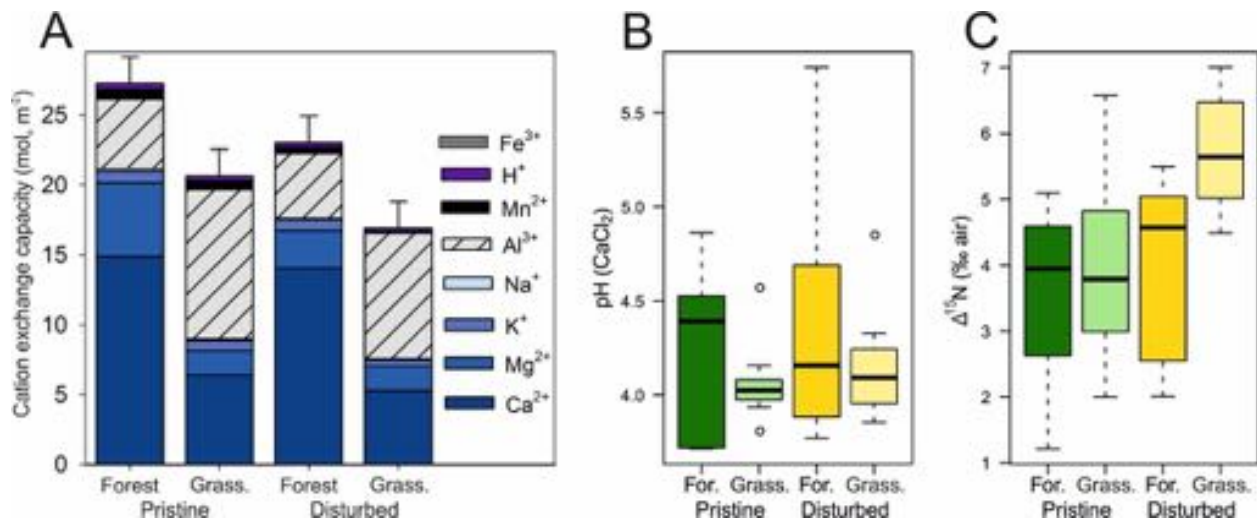 A
Cation exchange capacity (molc m-2)
25
20
15
10
5
0
Fe3+
H+
Mn2+
Al3+
Na+
K+
Mg2+
Ca2+
Forest Grass. Forest Grass.
Pristine Disturbed
B
pH (CaCl2)
5.5
5.0
4.5
4.0
For. Grass. For. Grass.
Pristine Disturbed
C
Δ15N (‰ air)
7
6
5
4
3
2
1
For. Grass. For. Grass.
Pristine Disturbed